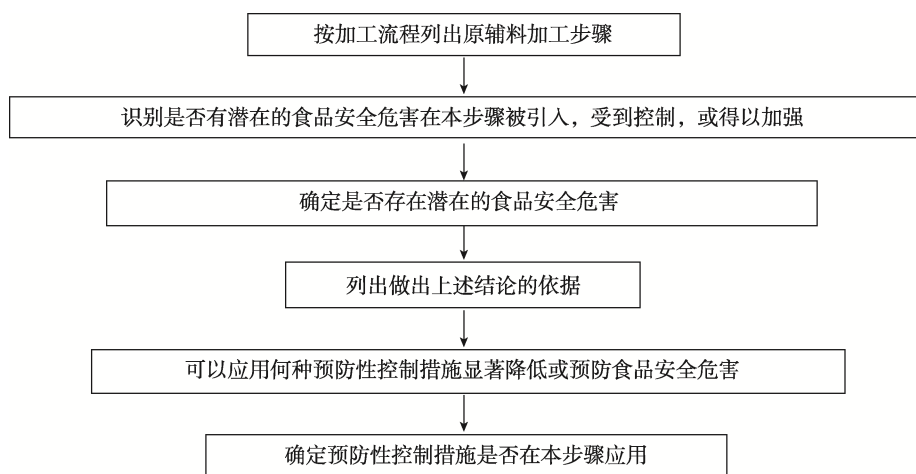 按加工流程列出原辅料加工步骤
识别是否有潜在的食品安全危害在本步骤被引入，受到控制，或得以加强
确定是否存在潜在的食品安全危害
列出做出上述结论的依据
可以应用何种预防性控制措施显著降低或预防食品安全危害
确定预防性控制措施是否在本步骤应用